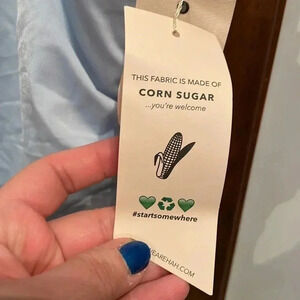 THIS FABRIC IS MADE OF
CORN SUGAR
...you're welcome
💚♻💚
#startsomewhere